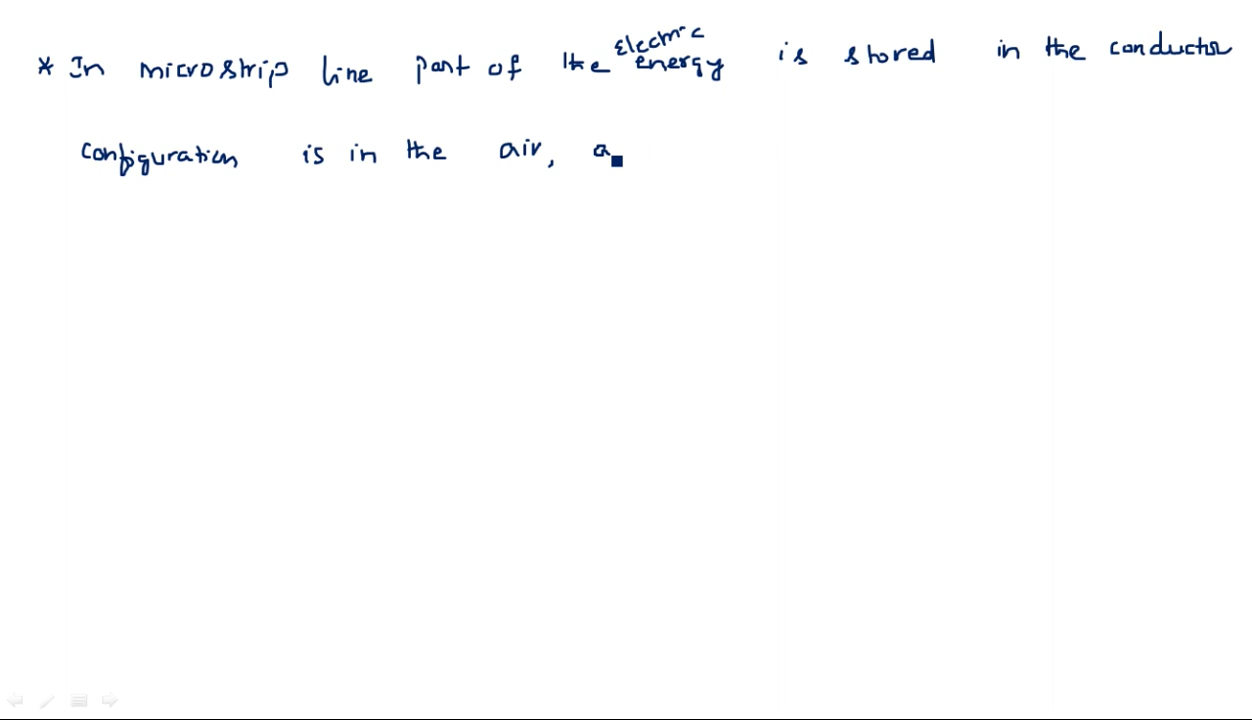 * In microstrip line part of the Electric energy is stored in the conductor
configuration is in the air, a